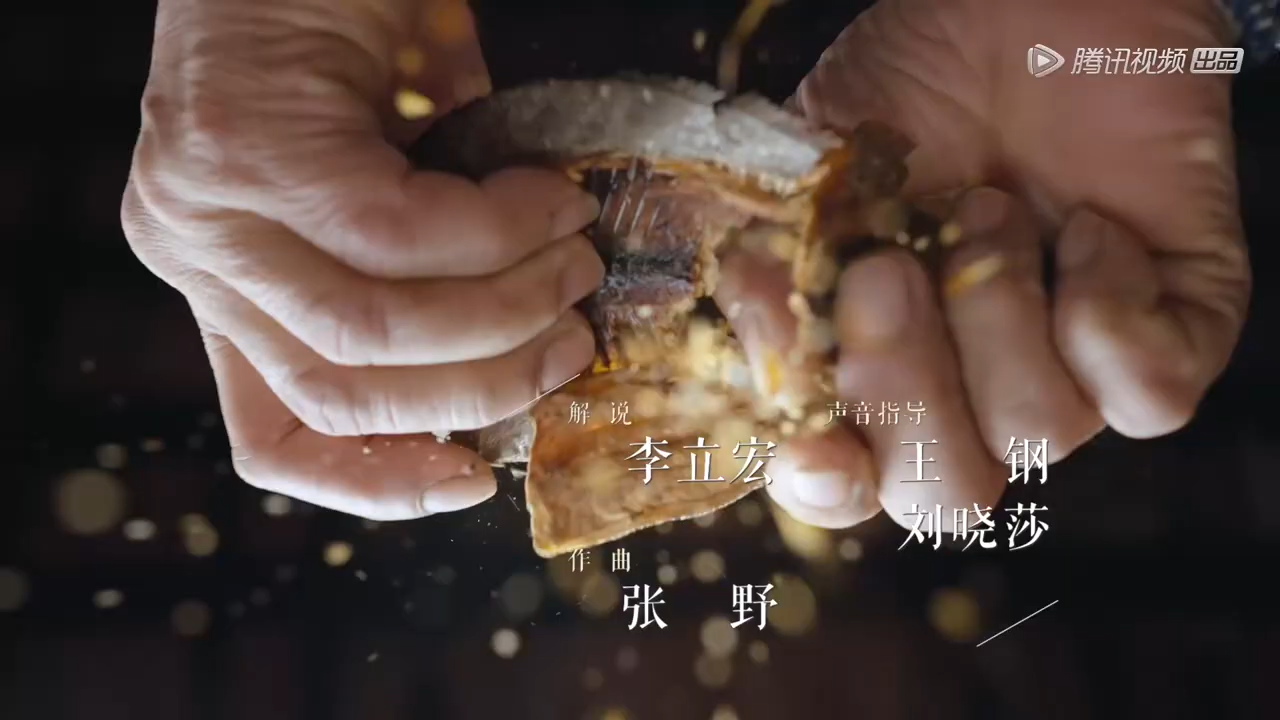 腾讯视频 出品
解 说
李立宏
声音指导
王 钢
刘晓莎
作 曲
张 野